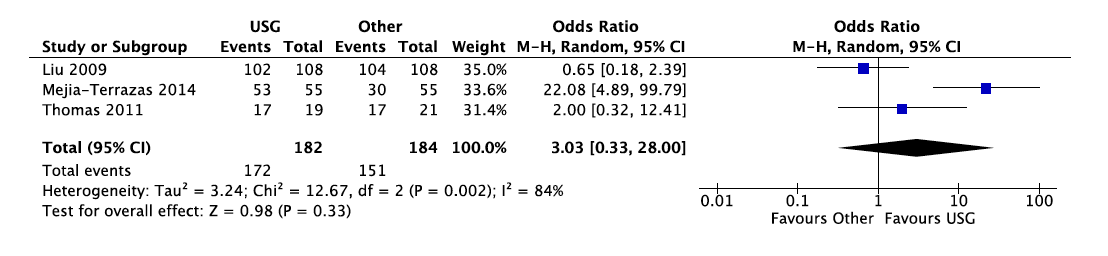 USG Other Odds Ratio Odds Ratio
Study or Subgroup Events Total Events Total Weight M-H, Random, 95% CI M-H, Random, 95% CI
Liu 2009 102 108 104 108 35.0% 0.65 [0.18, 2.39]
Mejia-Terrazas 2014 53 55 30 55 33.6% 22.08 [4.89, 99.79]
Thomas 2011 17 19 17 21 31.4% 2.00 [0.32, 12.41]
Total (95% CI) 182 184 100.0% 3.03 [0.33, 28.00]
Total events 172 151
Heterogeneity: Tau² = 3.24; Chi² = 12.67, df = 2 (P = 0.002); I² = 84%
Test for overall effect: Z = 0.98 (P = 0.33)
0.01 0.1 1 10 100
Favours Other Favours USG